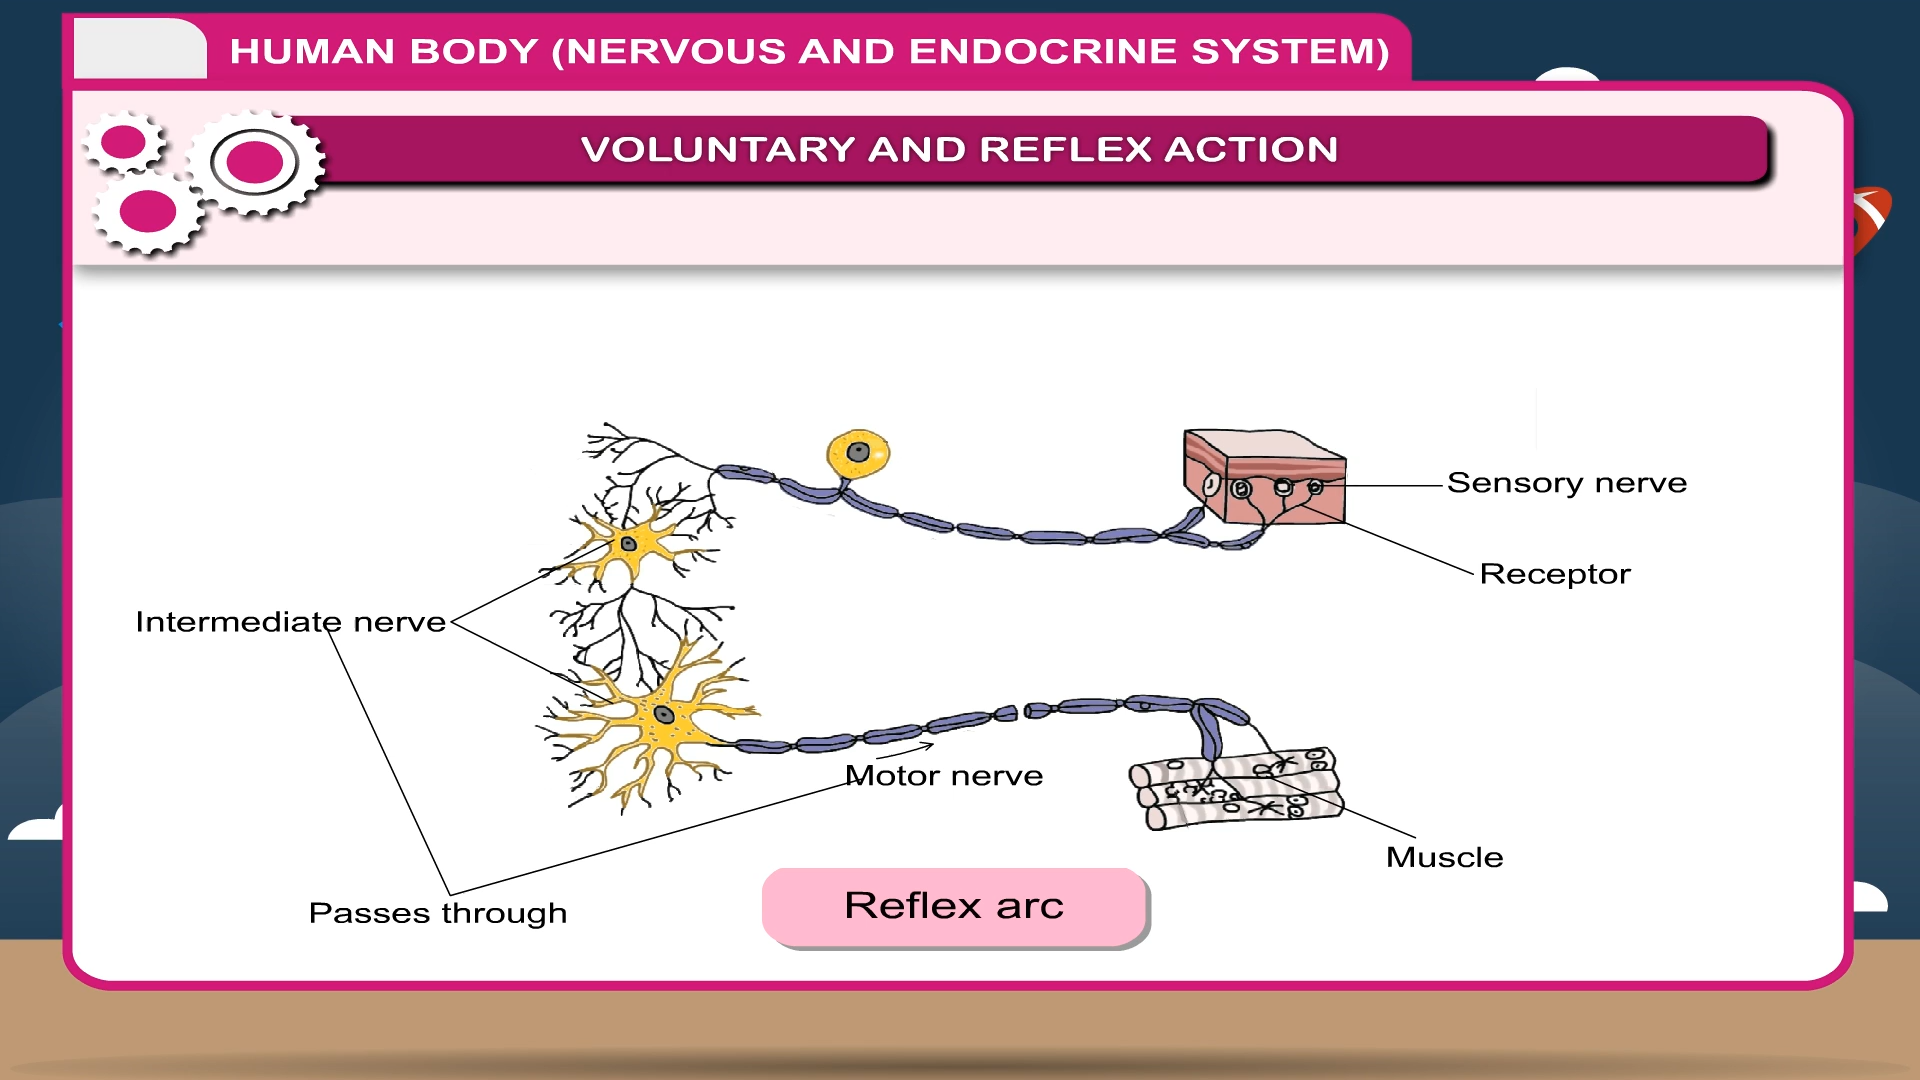 HUMAN BODY (NERVOUS AND ENDOCRINE SYSTEM)
VOLUNTARY AND REFLEX ACTION
Sensory nerve
Receptor
Intermediate nerve
Motor nerve
Muscle
Passes through
Reflex arc